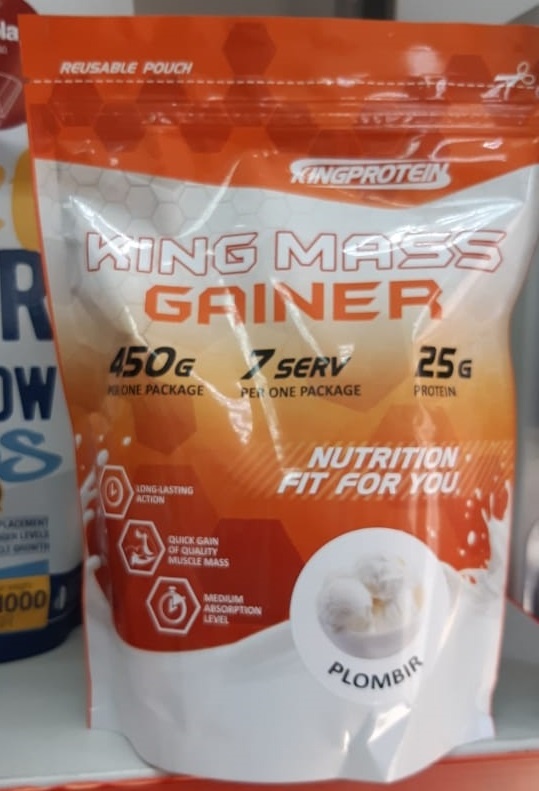 REUSABLE POUCH
KINGPROTEIN
KING MASS
GAINER
450G
PER ONE PACKAGE
7 SERV
PER ONE PACKAGE
25G
PROTEIN
NUTRITION
FIT FOR YOU
LONG-LASTING
ACTION
QUICK GAIN
OF QUALITY
MUSCLE MASS
MEDIUM
ABSORPTION
LEVEL
PLOMBIR
R
OW
S
1000